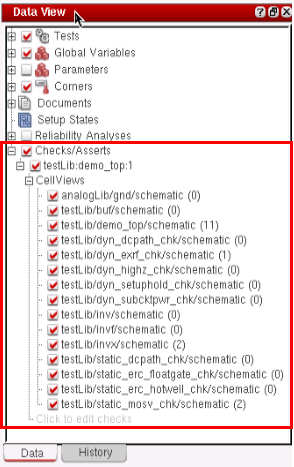 Data View
Tests
Global Variables
Parameters
Corners
Documents
Setup States
Reliability Analyses
Checks/Asserts
testLib:demo_top:1
CellViews
analogLib/gnd/schematic (0)
testLib/buf/schematic (0)
testLib/demo_top/schematic (11)
testLib/dyn_dcpath_chk/schematic (0)
testLib/dyn_exrf_chk/schematic (1)
testLib/dyn_highz_chk/schematic (0)
testLib/dyn_setuphold_chk/schematic (0)
testLib/dyn_subcktpwr_chk/schematic (0)
testLib/inv/schematic (0)
testLib/invf/schematic (0)
testLib/invx/schematic (2)
testLib/static_dcpath_chk/schematic (0)
testLib/static_erc_floatgate_chk/schematic (0)
testLib/static_erc_hotwell_chk/schematic (0)
testLib/static_mosv_chk/schematic (2)
Click to edit checks
Data History